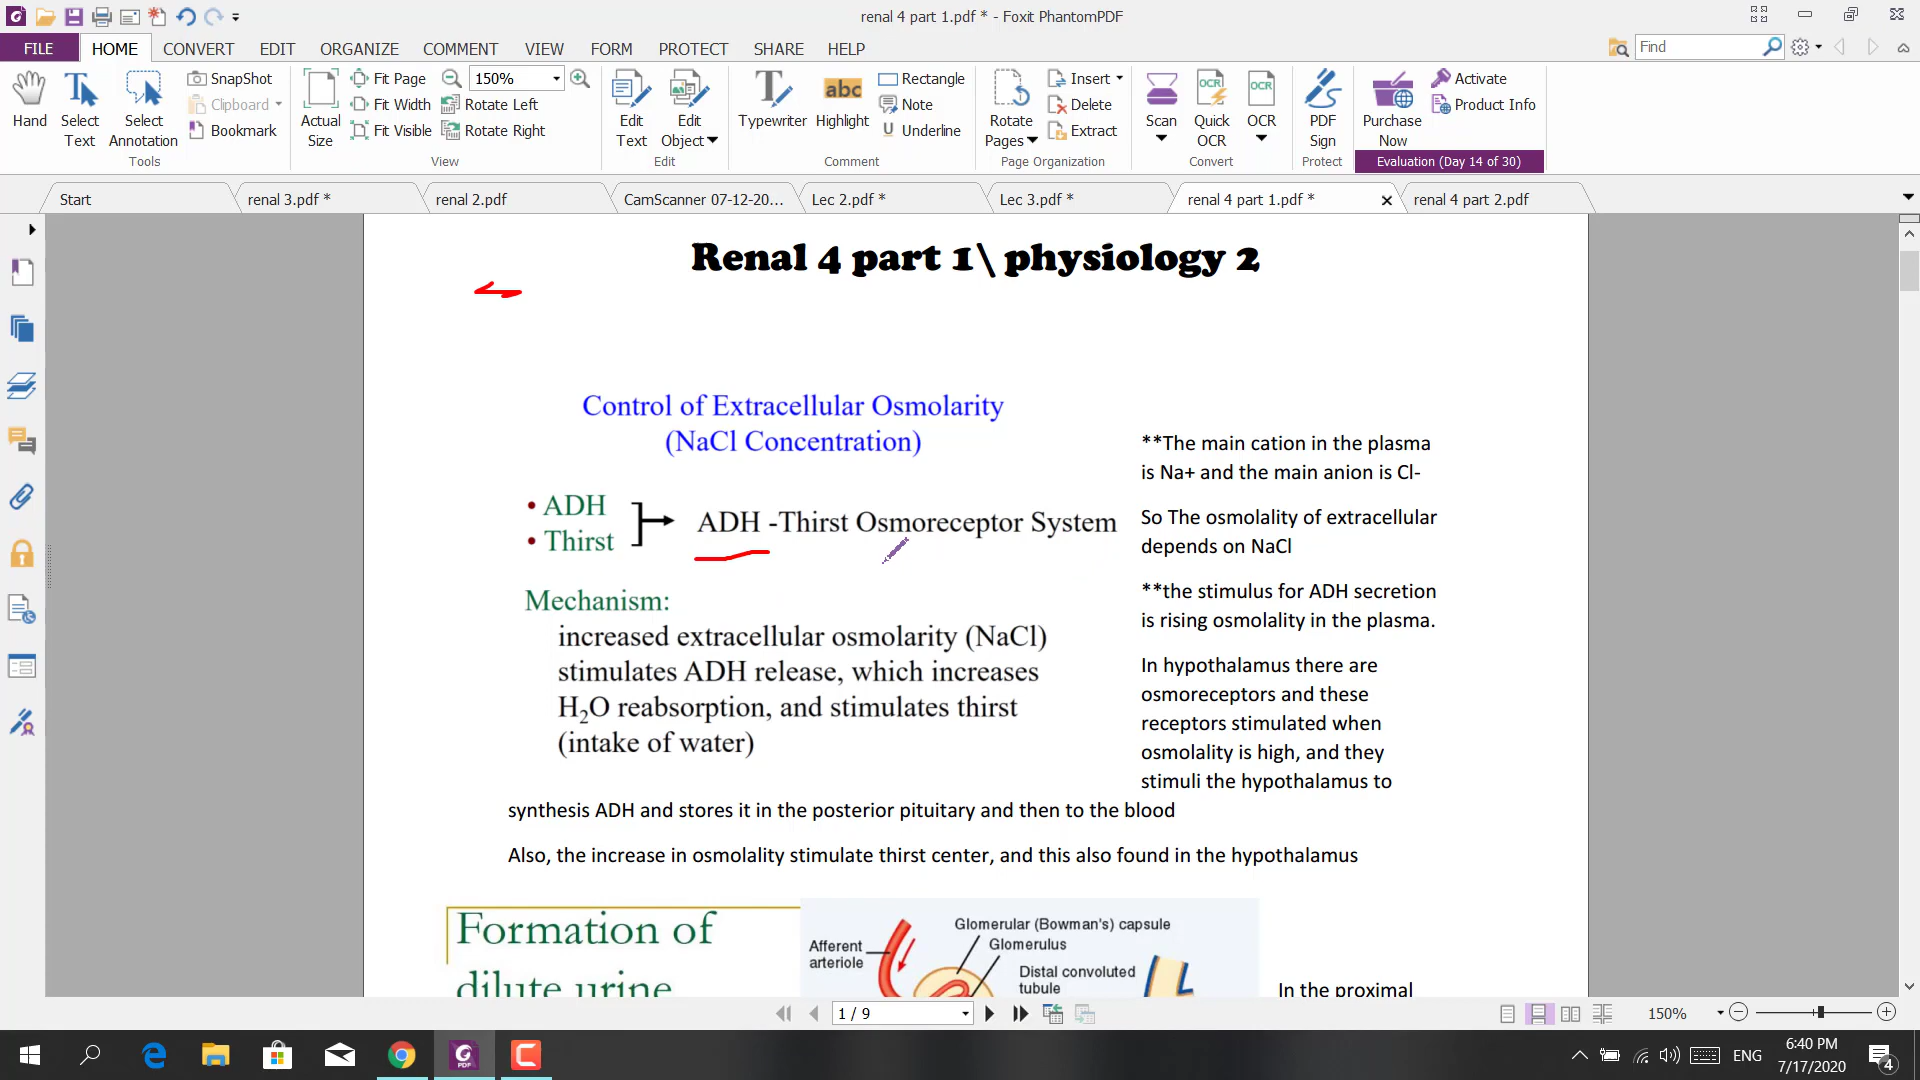 renal 4 part 1.pdf * - Foxit PhantomPDF
FILE HOME CONVERT EDIT ORGANIZE COMMENT VIEW FORM PROTECT SHARE HELP
Find
Hand
Select Text
Select Annotation
SnapShot
Clipboard
Bookmark
Tools
Actual Size
Fit Page
Fit Width
Fit Visible
150%
Rotate Left
Rotate Right
View
Edit Text
Edit Object
Edit
Typewriter
Highlight
abc
Rectangle
Note
Underline
Comment
Rotate Pages
Insert
Delete
Extract
Page Organization
Scan
OCR
Quick OCR
OCR
OCR
Convert
PDF Sign
Protect
Purchase Now
Activate
Product Info
Evaluation (Day 14 of 30)
Start
renal 3.pdf *
renal 2.pdf
CamScanner 07-12-20...
Lec 2.pdf *
Lec 3.pdf *
renal 4 part 1.pdf *
renal 4 part 2.pdf
Renal 4 part 1\ physiology 2
Control of Extracellular Osmolarity
(NaCl Concentration)
• ADH
• Thirst
ADH -Thirst Osmoreceptor System
Mechanism:
increased extracellular osmolarity (NaCl)
stimulates ADH release, which increases
H₂O reabsorption, and stimulates thirst
(intake of water)
**The main cation in the plasma
is Na+ and the main anion is Cl-
So The osmolality of extracellular
depends on NaCl
**the stimulus for ADH secretion
is rising osmolality in the plasma.
In hypothalamus there are
osmoreceptors and these
receptors stimulated when
osmolality is high, and they
stimuli the hypothalamus to
synthesis ADH and stores it in the posterior pituitary and then to the blood
Also, the increase in osmolality stimulate thirst center, and this also found in the hypothalamus
Formation of
dilute urine
Afferent
arteriole
Glomerular (Bowman's) capsule
Glomerulus
Distal convoluted
tubule
In the proximal
1 / 9
150%
PDF
ENG
6:40 PM
7/17/2020
4